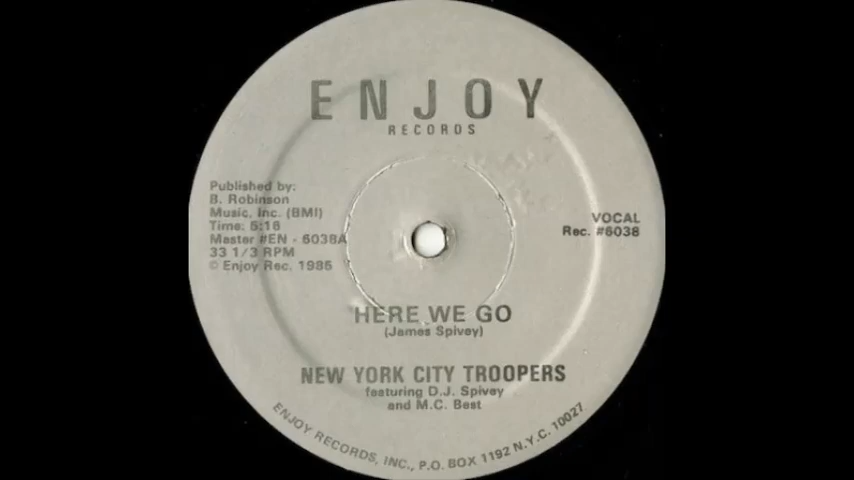 ENJOY
RECORDS
Published by:
B. Robinson
Music, Inc. (BMI)
Time: 5:16
Master #EN - 6038A
33 1/3 RPM
© Enjoy Rec. 1985
VOCAL
Rec. #6038
HERE WE GO
(James Spivey)
NEW YORK CITY TROOPERS
featuring D.J. Spivey
and M.C. Best
ENJOY RECORDS, INC., P.O. BOX 1192 N.Y.C. 10027